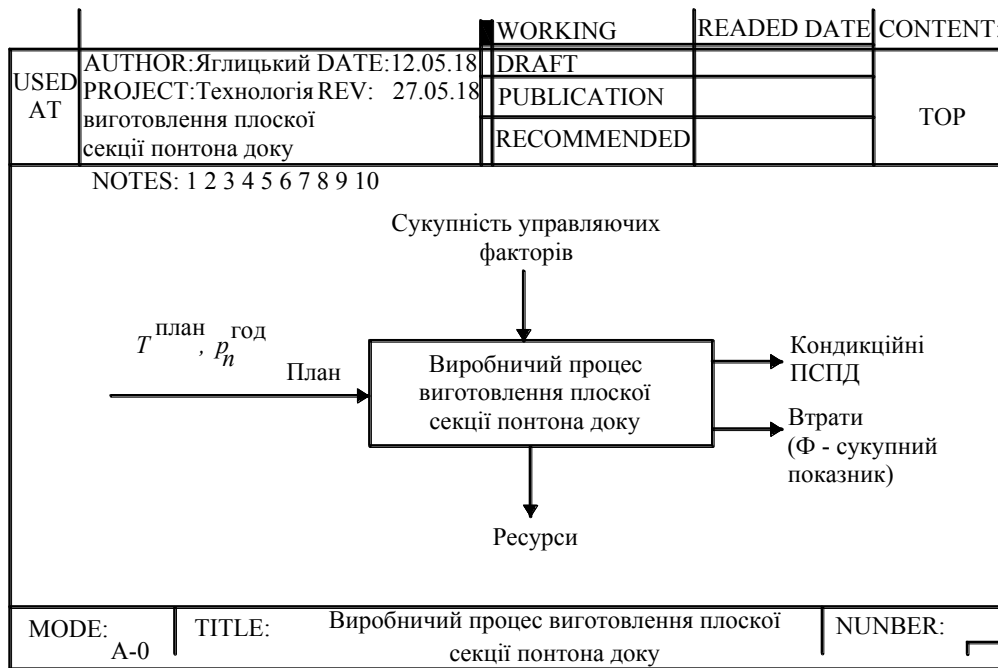 WORKING READED DATE CONTENT:
USED AT
AUTHOR:Яглицький DATE:12.05.18
PROJECT:Технологія REV: 27.05.18
виготовлення плоскої
секції понтона доку
DRAFT
PUBLICATION
RECOMMENDED
TOP
NOTES: 1 2 3 4 5 6 7 8 9 10
Сукупність управляючих
факторів
T план, p n год
План
Виробничий процес
виготовлення плоскої
секції понтона доку
Кондикційні
ПСПД
Втрати
(Ф - сукупний
показник)
Ресурси
MODE:
A-0
TITLE:
Виробничий процес виготовлення плоскої
секції понтона доку
NUNBER: